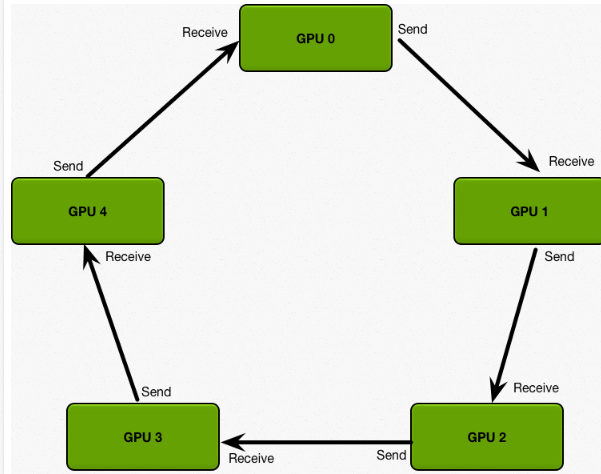 GPU 0
Receive
Send
Send
Receive
GPU 4
GPU 1
Receive
Send
Send
Receive
GPU 3
GPU 2
Receive
Send